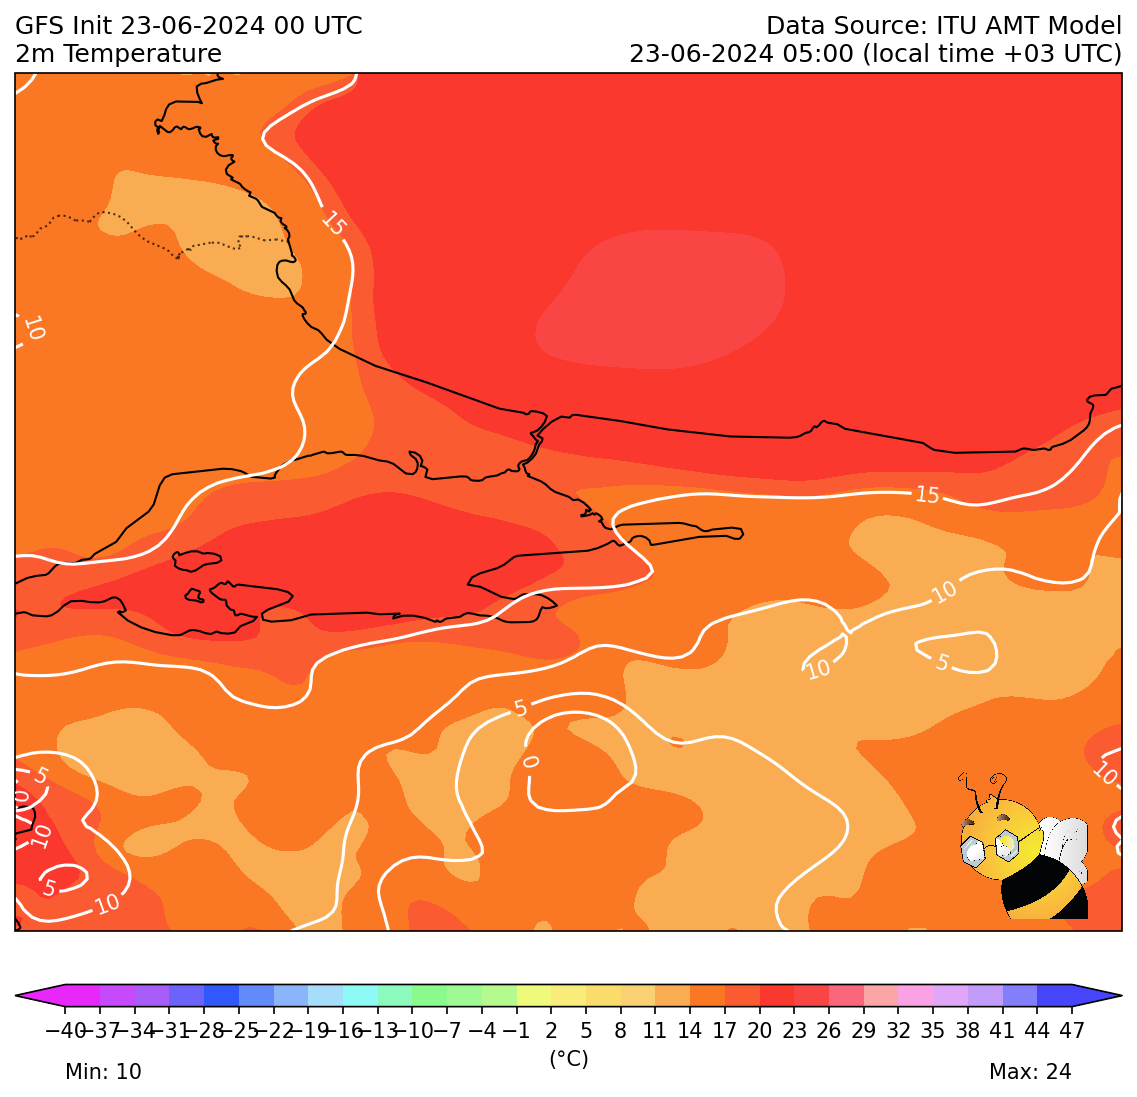 GFS Init 23-06-2024 00 UTC
Data Source: ITU AMT Model
2m Temperature
23-06-2024 05:00 (local time +03 UTC)
15
10
15
10
10
5
5
0
10
5
10
10
5
10
−40 −37 −34 −31 −28 −25 −22 −19 −16 −13 −10 −7 −4 −1 2 5 8 11 14 17 20 23 26 29 32 35 38 41 44 47
(°C)
Min: 10
Max: 24